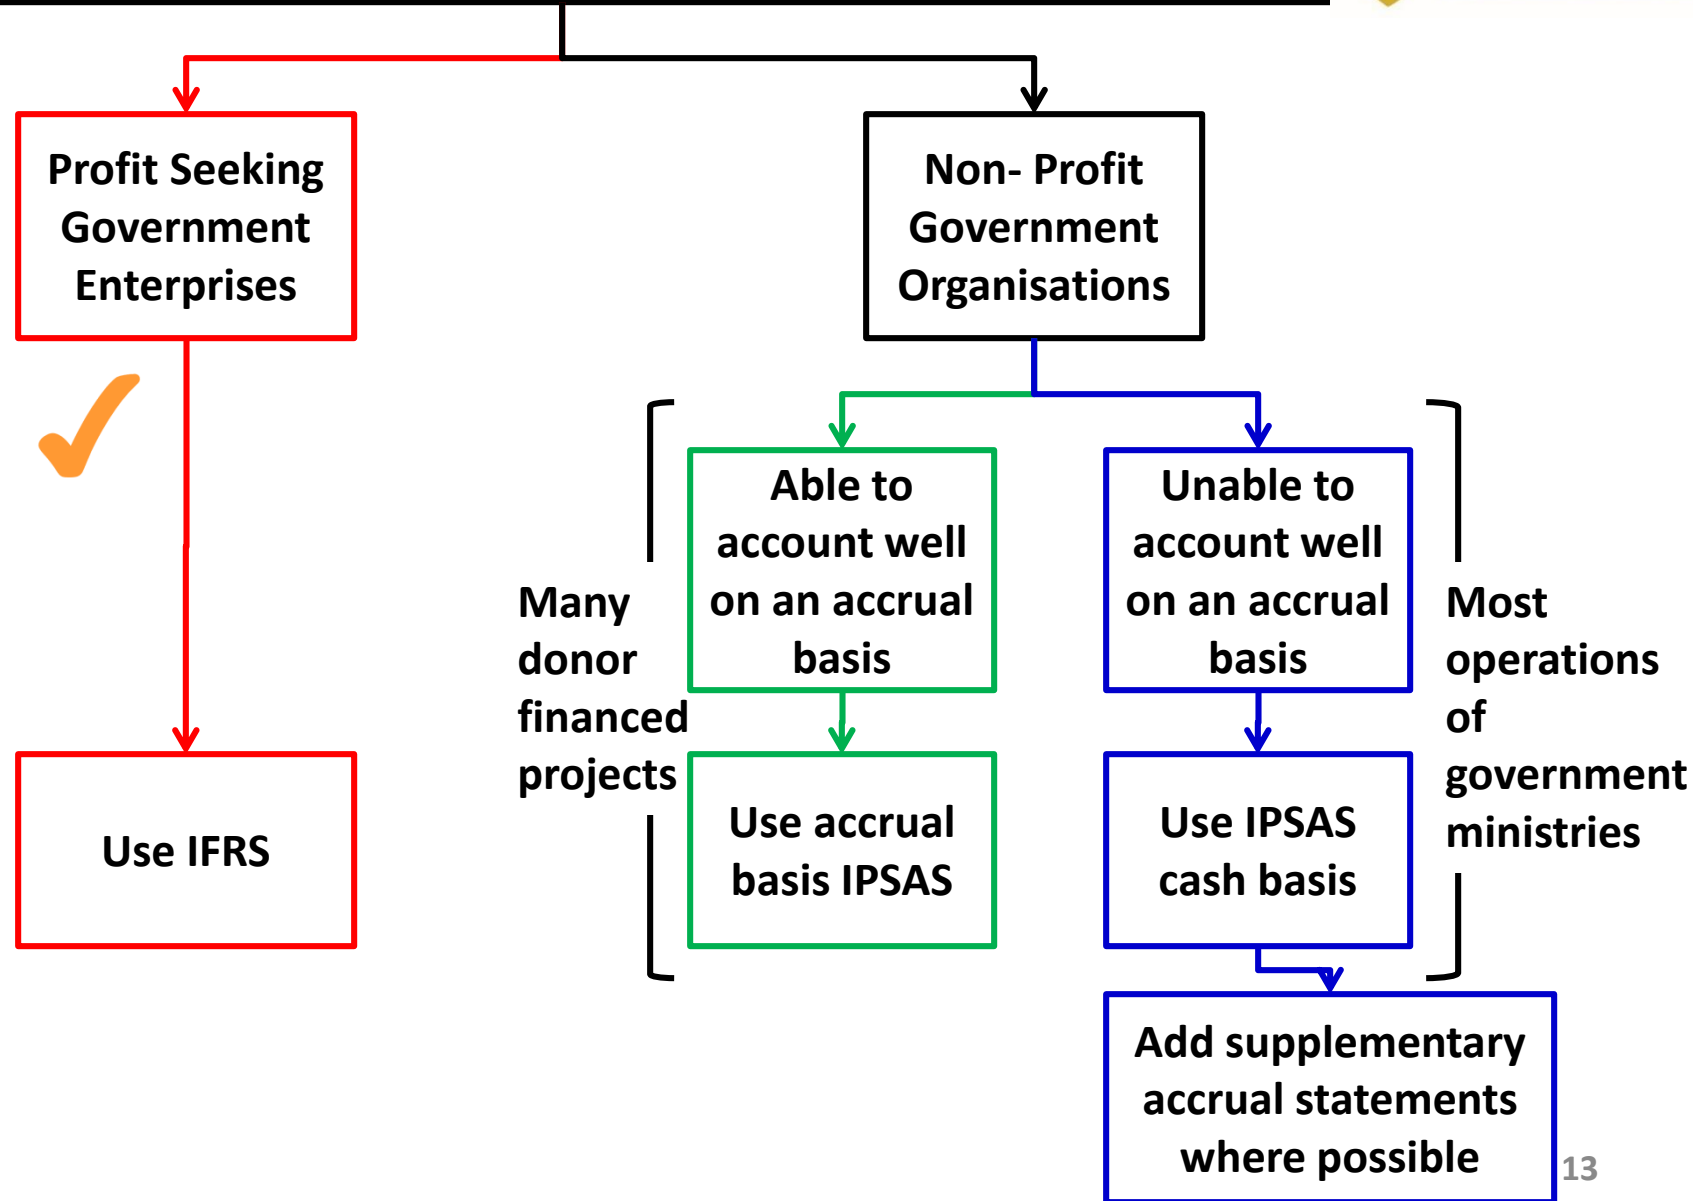 Profit Seeking
Government
Enterprises
Non- Profit
Government
Organisations
Able to
account well
on an accrual
basis
Unable to
account well
on an accrual
basis
Many
donor
financed
projects
Most
operations
of
government
ministries
Use IFRS
Use accrual
basis IPSAS
Use IPSAS
cash basis
Add supplementary
accrual statements
where possible
13